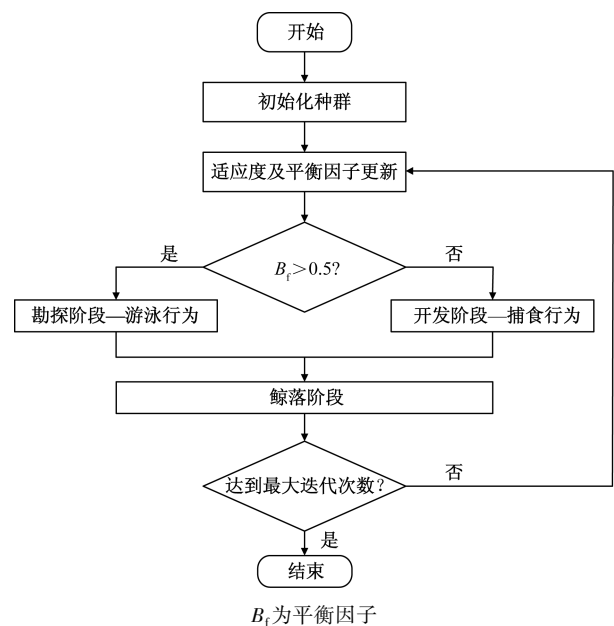 开始
初始化种群
适应度及平衡因子更新
是
B_f＞0.5?
否
勘探阶段—游泳行为
开发阶段—捕食行为
鲸落阶段
达到最大迭代次数?
否
是
结束
B_f为平衡因子